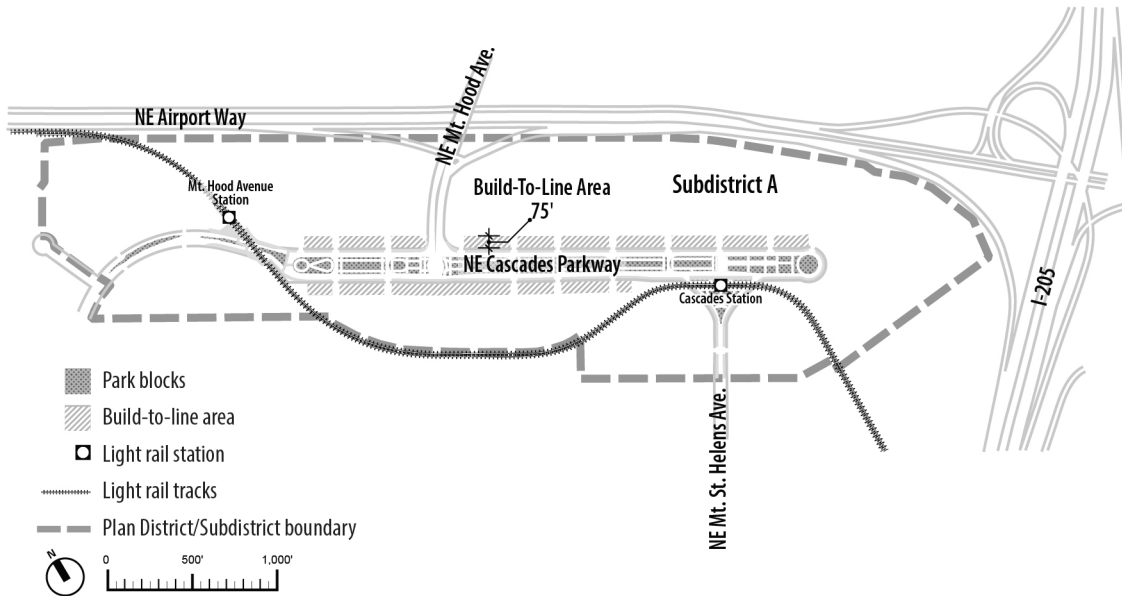 NE Airport Way
NE Mt. Hood Ave.
Mt. Hood Avenue
Station
Build-To-Line Area
75'
Subdistrict A
NE Cascades Parkway
Cascades Station
I-205
NE Mt. St. Helens Ave.
Park blocks
Build-to-line area
Light rail station
Light rail tracks
Plan District/Subdistrict boundary
N
0 500' 1,000'